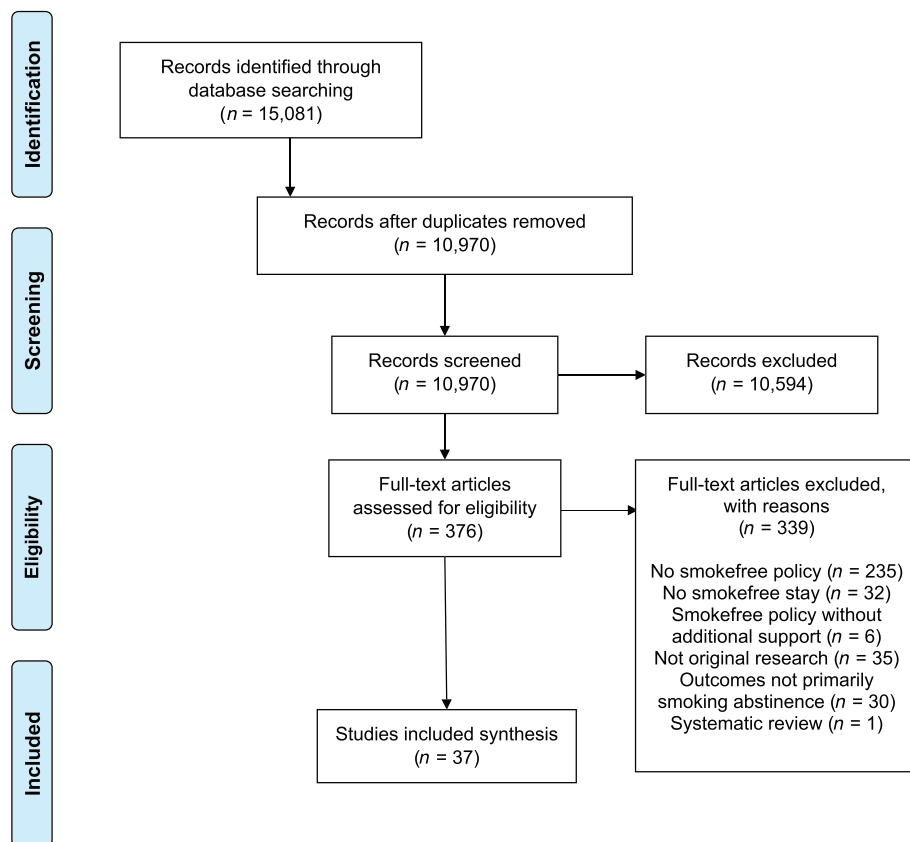 Identification
Records identified through
database searching
(n = 15,081)
Records after duplicates removed
(n = 10,970)
Screening
Records screened
(n = 10,970)
Records excluded
(n = 10,594)
Eligibility
Full-text articles
assessed for eligibility
(n = 376)
Full-text articles excluded,
with reasons
(n = 339)
No smokefree policy (n = 235)
No smokefree stay (n = 32)
Smokefree policy without
additional support (n = 6)
Not original research (n = 35)
Outcomes not primarily
smoking abstinence (n = 30)
Systematic review (n = 1)
Included
Studies included synthesis
(n = 37)